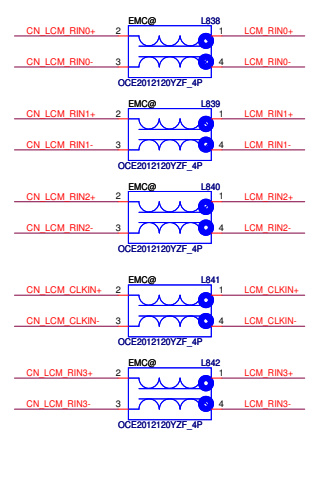 EMC@ L838
CN_LCM_RIN0+ 2 1 LCM_RIN0+
CN_LCM_RIN0- 3 4 LCM_RIN0-
OCE2012120YZF_4P
EMC@ L839
CN_LCM_RIN1+ 2 1 LCM_RIN1+
CN_LCM_RIN1- 3 4 LCM_RIN1-
OCE2012120YZF_4P
EMC@ L840
CN_LCM_RIN2+ 2 1 LCM_RIN2+
CN_LCM_RIN2- 3 4 LCM_RIN2-
OCE2012120YZF_4P
EMC@ L841
CN_LCM_CLKIN+ 2 1 LCM_CLKIN+
CN_LCM_CLKIN- 3 4 LCM_CLKIN-
OCE2012120YZF_4P
EMC@ L842
CN_LCM_RIN3+ 2 1 LCM_RIN3+
CN_LCM_RIN3- 3 4 LCM_RIN3-
OCE2012120YZF_4P